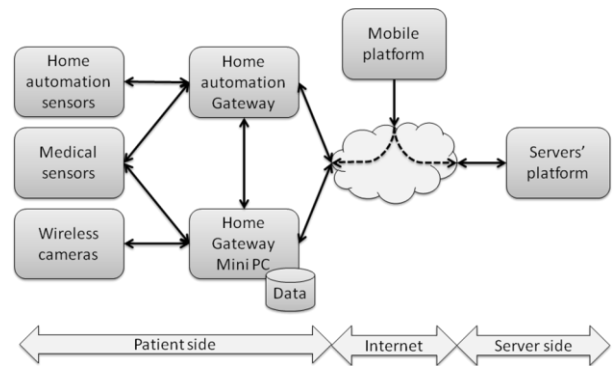 Home
automation
sensors
Home
automation
Gateway
Mobile
platform
Medical
sensors
Servers'
platform
Wireless
cameras
Home
Gateway
Mini PC
Data
Patient side
Internet
Server side